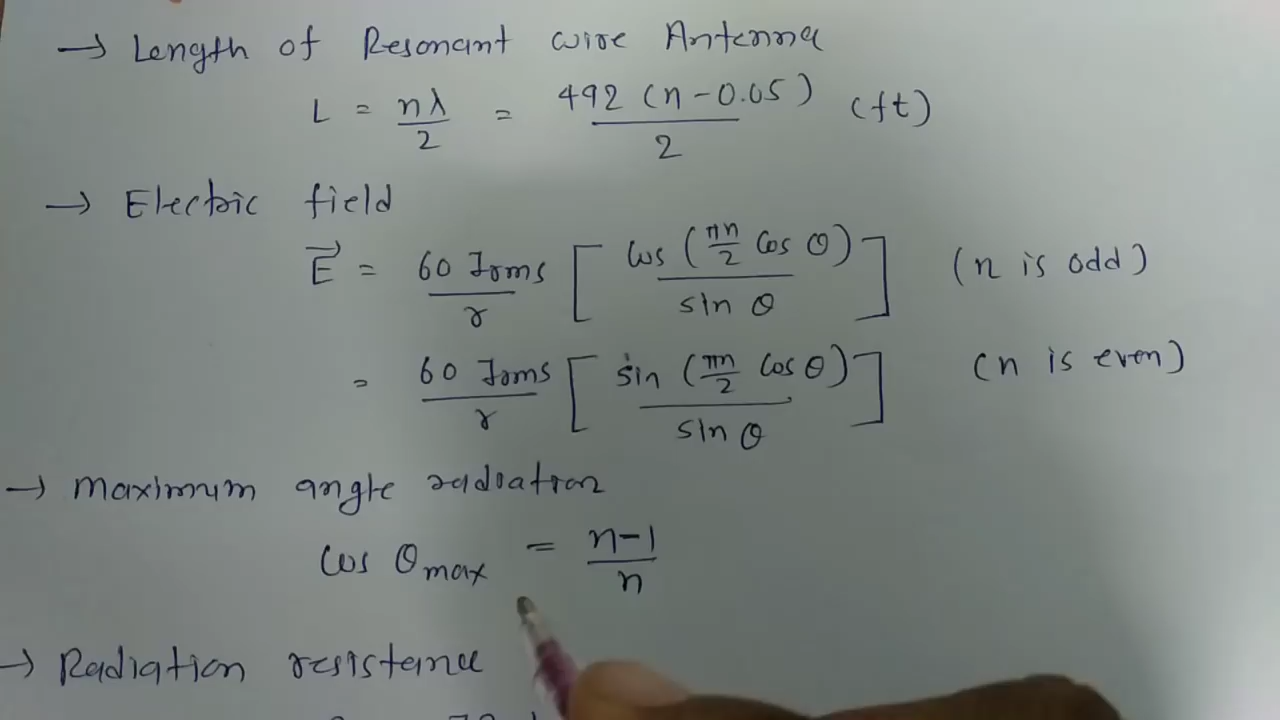 → Length of Resonant wire Antenna
L = nλ/2 = 492 (n - 0.05)/2 (ft)
→ Electric field
E⃗ = 60 Irms/r [cos (πn/2 cos θ)/sin θ] (n is odd)
= 60 Irms/r [sin (πn/2 cos θ)/sin θ] (n is even)
→ Maximum angle radiation
cos θmax = n-1/n
→ Radiation resistance